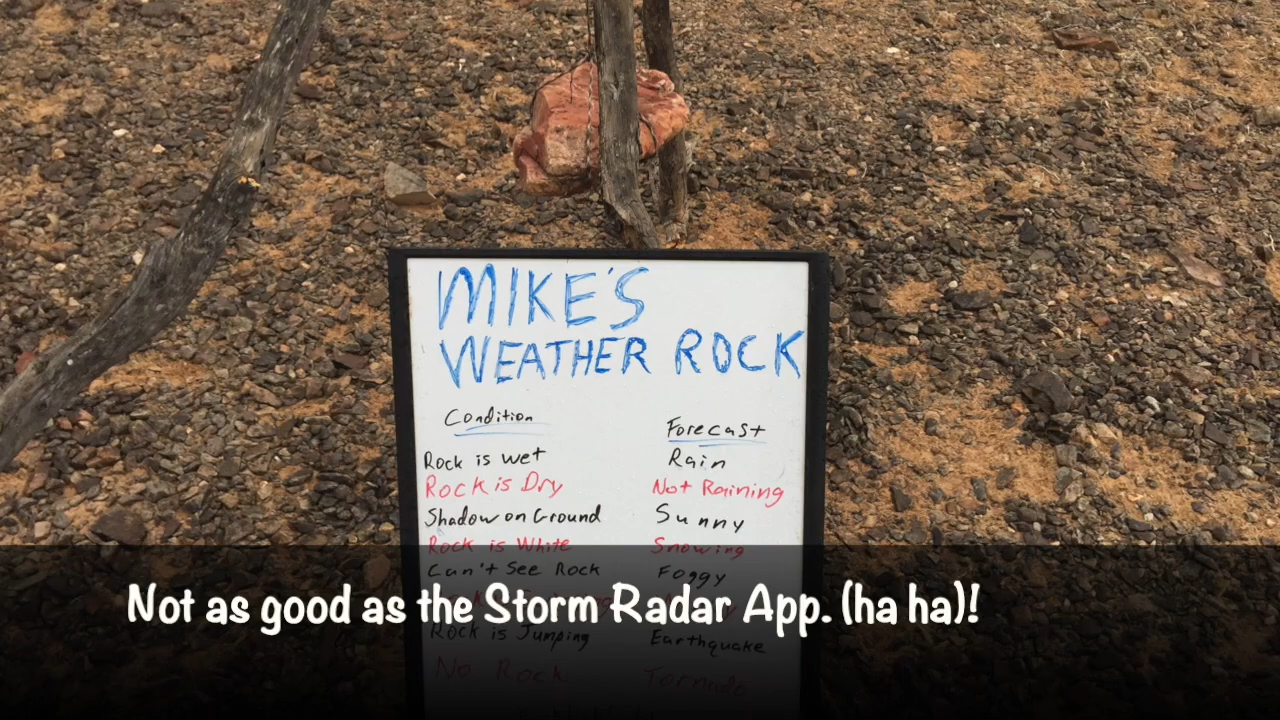 MIKE'S
WEATHER ROCK
Condition Forecast
Rock is wet Rain
Rock is Dry Not Raining
Shadow on Ground Sunny
Rock is White Snowing
Can't See Rock Foggy
Not as good as the Storm Radar App. (ha ha)!
Rock is Jumping Earthquake
No Rock Tornado